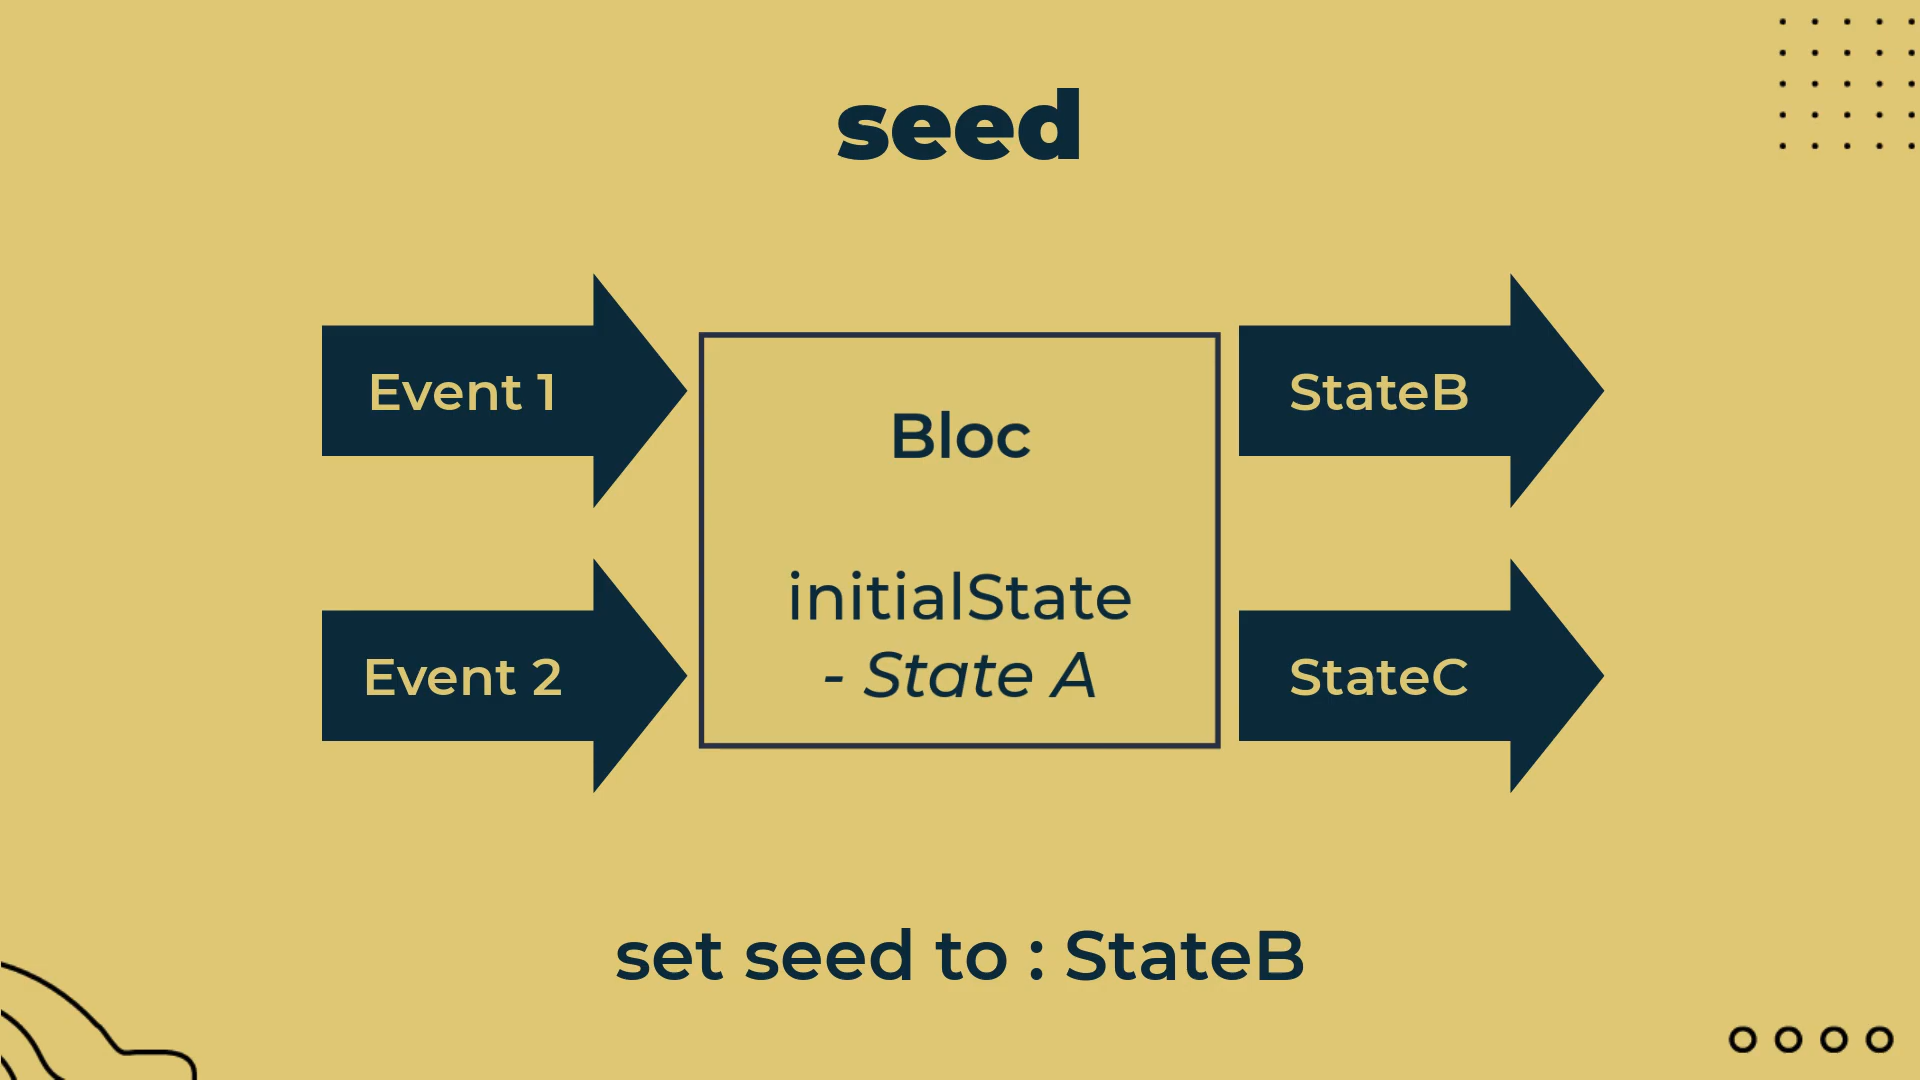 seed
Event 1
Bloc
StateB
initialState
- State A
Event 2
StateC
set seed to : StateB